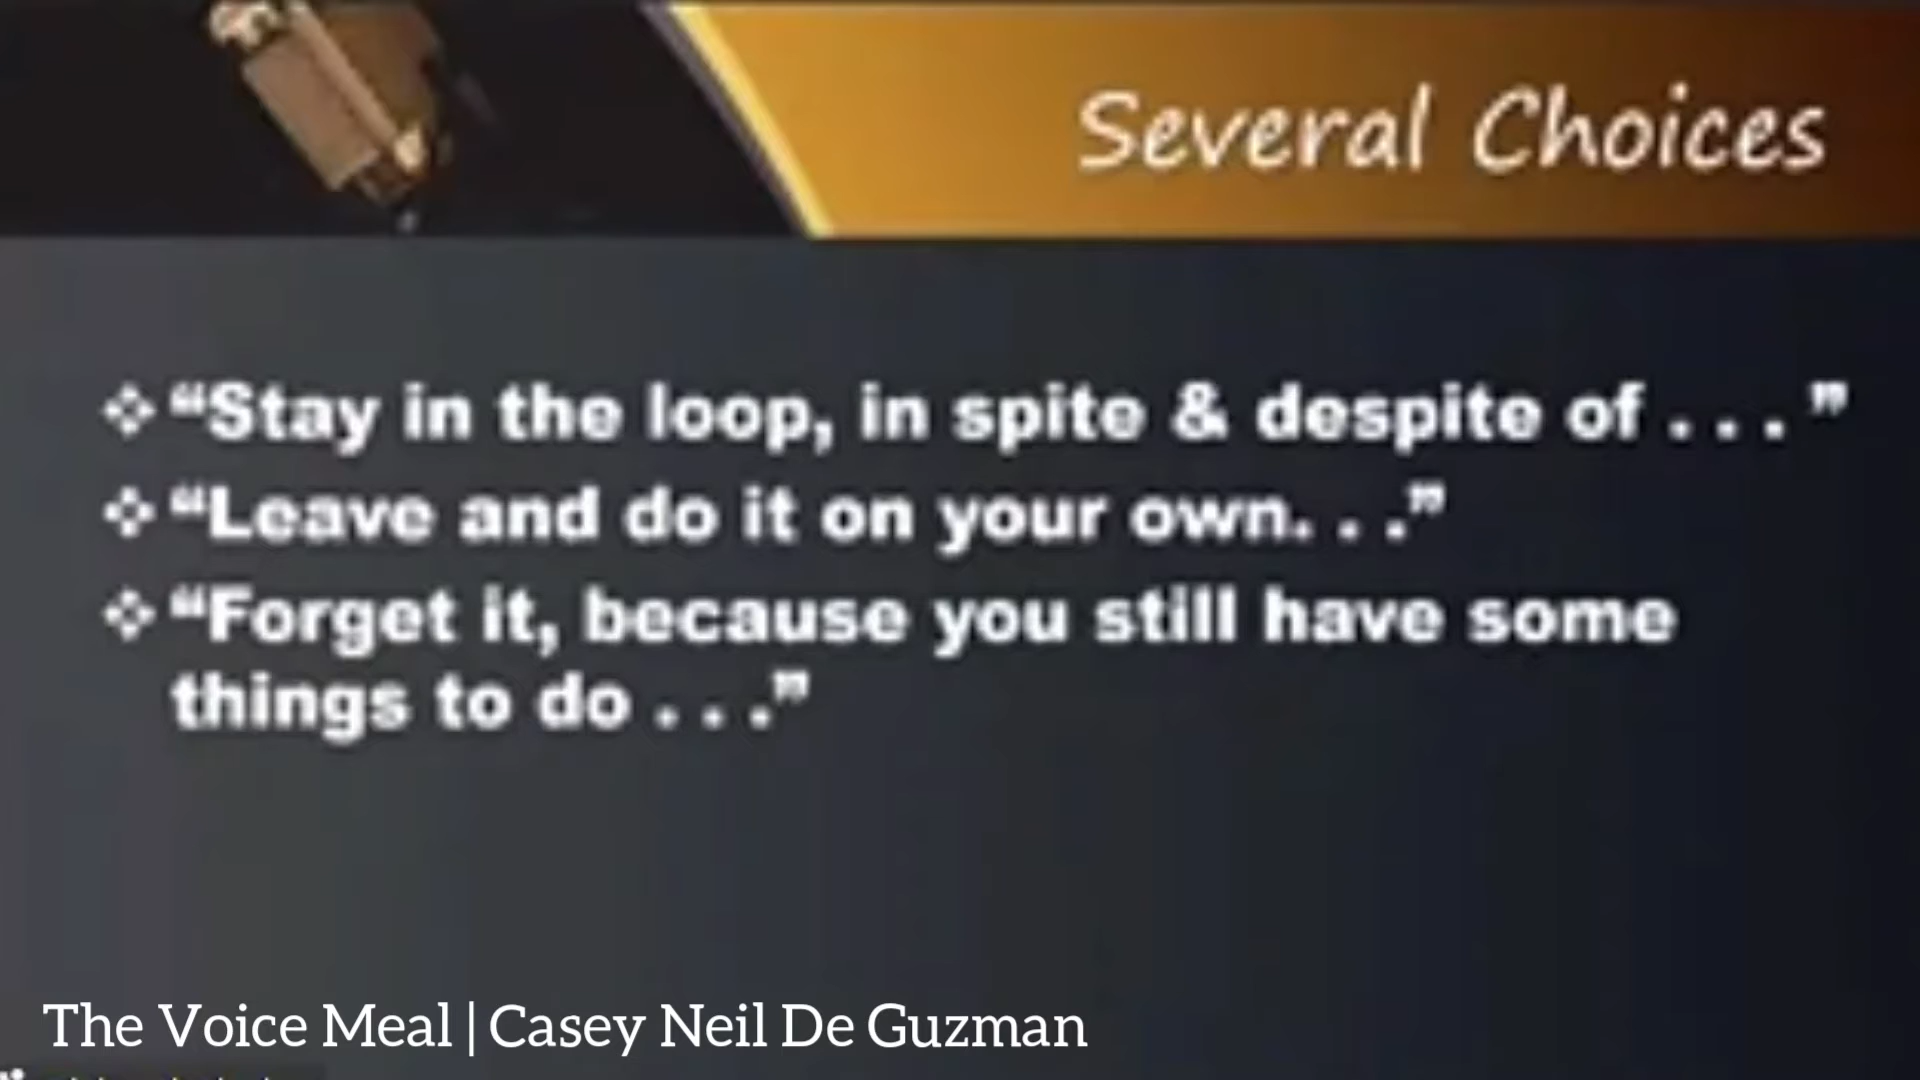 Several Choices
❖“Stay in the loop, in spite & despite of . . . ”
❖“Leave and do it on your own. . .”
❖“Forget it, because you still have some
things to do . . .”
The Voice Meal | Casey Neil De Guzman